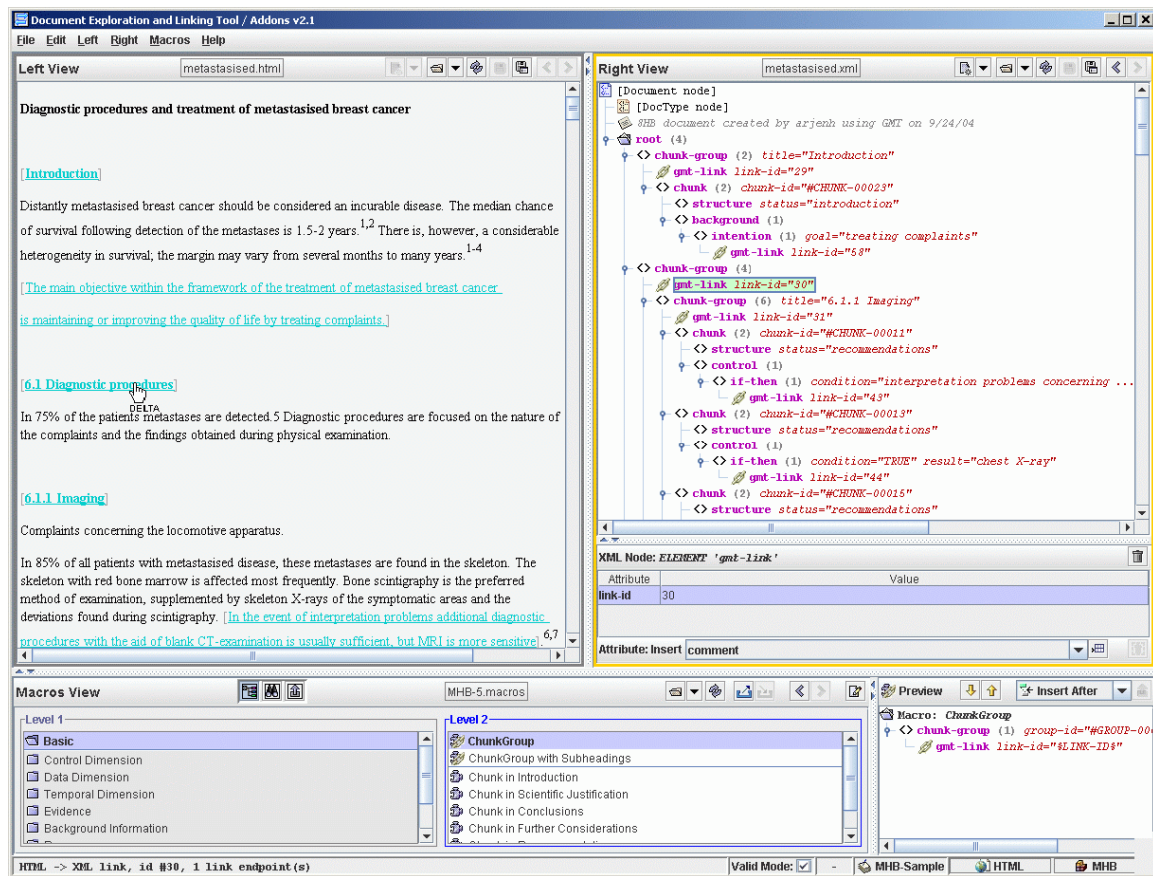 Document Exploration and Linking Tool / Addons v2.1
File Edit Left Right Macros Help
Left View metastasised.html
Diagnostic procedures and treatment of metastasised breast cancer
[Introduction]
Distantly metastasised breast cancer should be considered an incurable disease. The median chance
of survival following detection of the metastases is 1.5-2 years.1,2 There is, however, a considerable
heterogeneity in survival; the margin may vary from several months to many years.1-4
[The main objective within the framework of the treatment of metastasised breast cancer
is maintaining or improving the quality of life by treating complaints.]
[6.1 Diagnostic procedures]
DELTA
In 75% of the patients metastases are detected.5 Diagnostic procedures are focused on the nature of
the complaints and the findings obtained during physical examination.
[6.1.1 Imaging]
Complaints concerning the locomotive apparatus.
In 85% of all patients with metastasised disease, these metastases are found in the skeleton. The
skeleton with red bone marrow is affected most frequently. Bone scintigraphy is the preferred
method of examination, supplemented by skeleton X-rays of the symptomatic areas and the
deviations found during scintigraphy. [In the event of interpretation problems additional diagnostic
procedures with the aid of blank CT-examination is usually sufficient, but MRI is more sensitive].6,7
Right View metastasised.xml
[Document node]
[DocType node]
MHB document created by arjenh using GMT on 9/24/04
root (4)
<> chunk-group (2) title="Introduction"
gmt-link link-id="29"
<> chunk (2) chunk-id="#CHUNK-00023"
<> structure status="introduction"
<> background (1)
<> intention (1) goal="treating complaints"
gmt-link link-id="58"
<> chunk-group (4)
gmt-link link-id="30"
<> chunk-group (6) title="6.1.1 Imaging"
gmt-link link-id="31"
<> chunk (2) chunk-id="#CHUNK-00011"
<> structure status="recommendations"
<> control (1)
<> if-then (1) condition="interpretation problems concerning ...
gmt-link link-id="43"
<> chunk (2) chunk-id="#CHUNK-00013"
<> structure status="recommendations"
<> control (1)
<> if-then (1) condition="TRUE" result="chest X-ray"
gmt-link link-id="44"
<> chunk (2) chunk-id="#CHUNK-00015"
<> structure status="recommendations"
XML Node: ELEMENT 'gmt-link'
Attribute Value
link-id 30
Attribute: Insert comment
Macros View MHB-5.macros
Level 1
Basic
Control Dimension
Data Dimension
Temporal Dimension
Evidence
Background Information
Level 2
ChunkGroup
ChunkGroup with Subheadings
Chunk in Introduction
Chunk in Scientific Justification
Chunk in Conclusions
Chunk in Further Considerations
Preview Insert After
Macro: ChunkGroup
<> chunk-group (1) group-id="#GROUP-00
gmt-link link-id="$LINK-ID$"
HTML -> XML link, id #30, 1 link endpoint(s) Valid Mode: - MHB-Sample HTML MHB